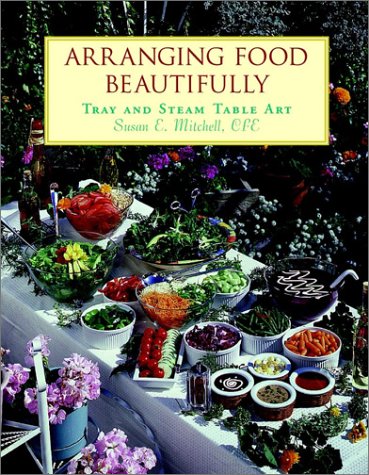 ARRANGING FOOD
BEAUTIFULLY
TRAY AND STEAM TABLE ART
Susan E. Mitchell, CFE